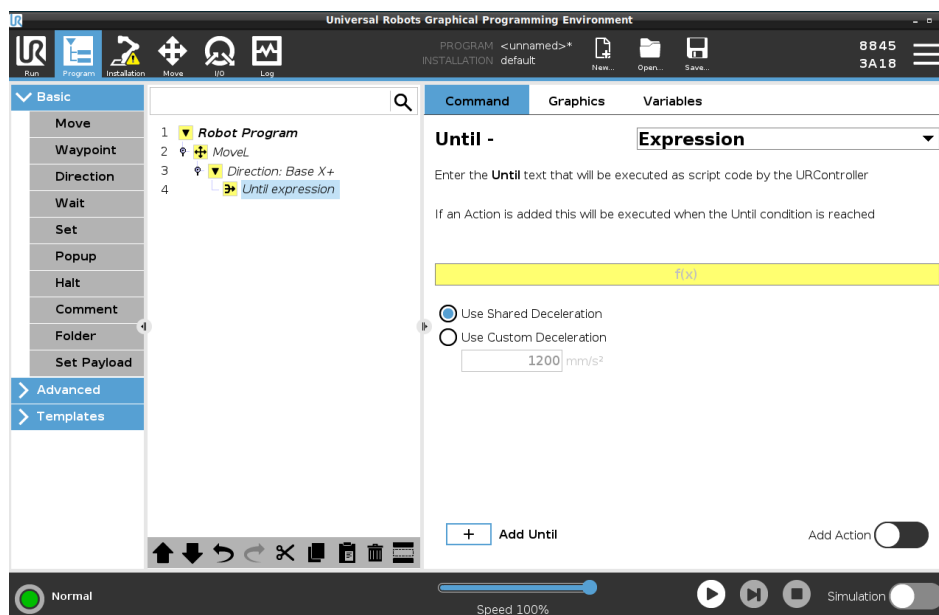 UR
Universal Robots Graphical Programming Environment
UR
Run
Program
Installation
Move
I/O
Log
PROGRAM <unnamed>*
INSTALLATION default
New...
Open...
Save...
8845
3A18
Basic
Move
Waypoint
Direction
Wait
Set
Popup
Halt
Comment
Folder
Set Payload
Advanced
Templates
1 Robot Program
2 MoveL
3 Direction: Base X+
4 Until expression
Command Graphics Variables
Until - Expression
Enter the Until text that will be executed as script code by the URController
If an Action is added this will be executed when the Until condition is reached
f(x)
Use Shared Deceleration
Use Custom Deceleration
1200 mm/s²
+ Add Until
Add Action
Normal
Speed 100%
Simulation